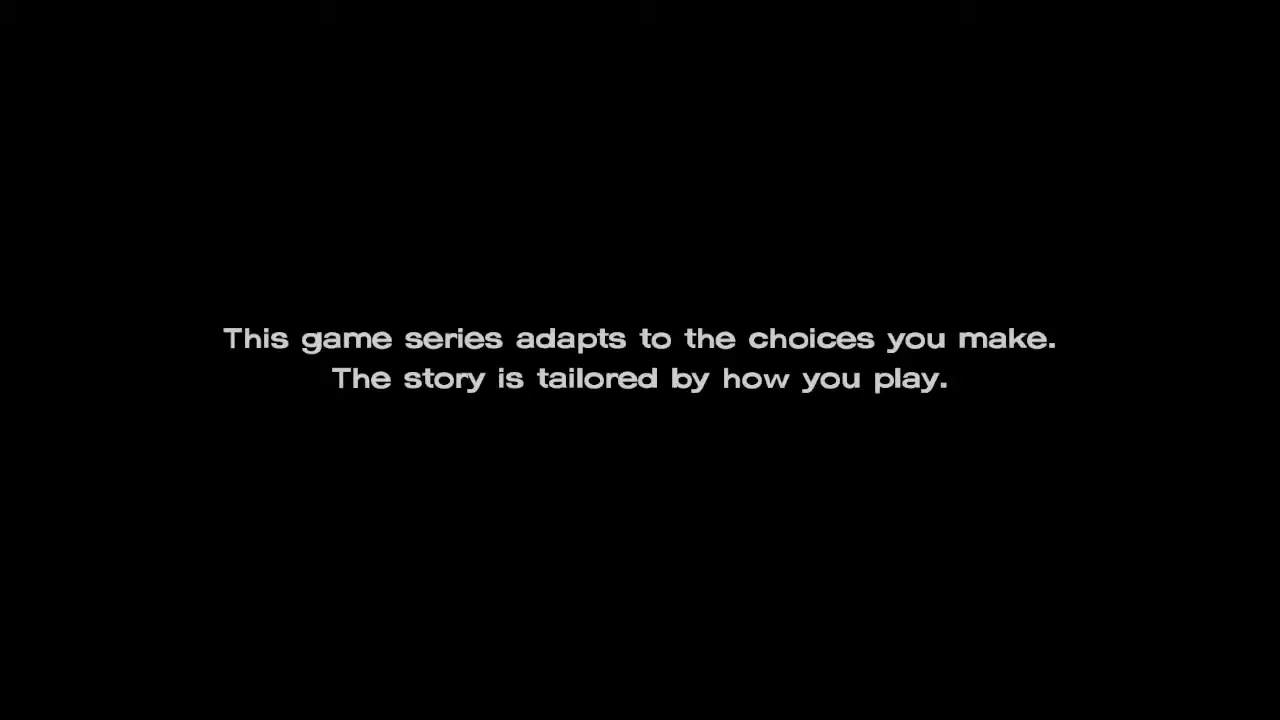 This game series adapts to the choices you make.
The story is tailored by how you play.